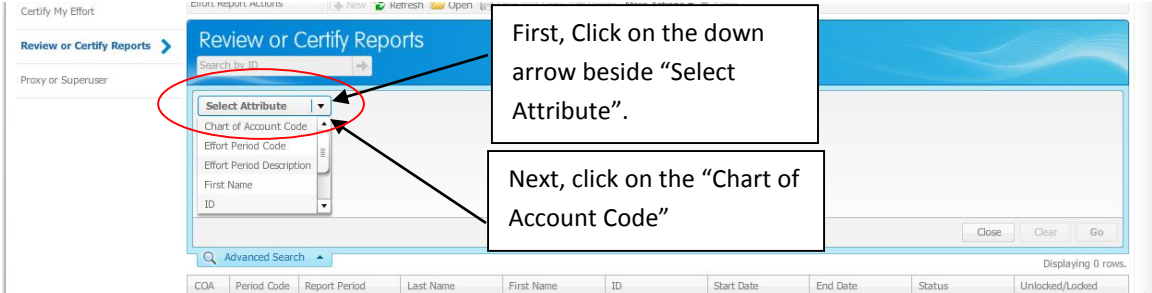 Certify My Effort
Review or Certify Reports
Proxy or Superuser
Effort Report Actions New Refresh Open More Actions
Review or Certify Reports
Search by ID
Select Attribute
Chart of Account Code
Effort Period Code
Effort Period Description
First Name
ID
First, Click on the down
arrow beside “Select
Attribute”.
Next, click on the “Chart of
Account Code”
Close Clear Go
Advanced Search
Displaying 0 rows.
COA Period Code Report Period Last Name First Name ID Start Date End Date Status Unlocked/Locked